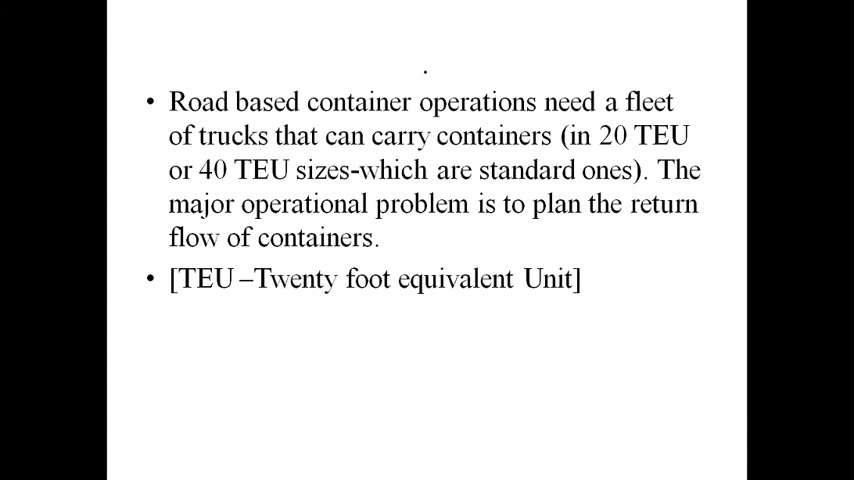 .
• Road based container operations need a fleet
of trucks that can carry containers (in 20 TEU
or 40 TEU sizes-which are standard ones). The
major operational problem is to plan the return
flow of containers.
• [TEU –Twenty foot equivalent Unit]